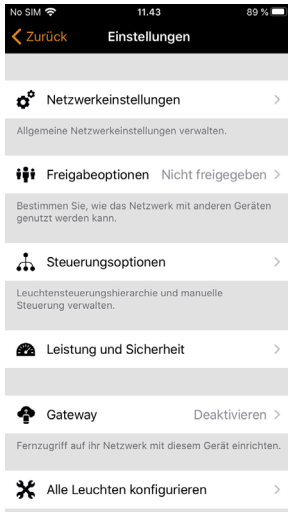 No SIM 11.43 89 %
Zurück Einstellungen
Netzwerkeinstellungen
Allgemeine Netzwerkeinstellungen verwalten.
Freigabeoptionen Nicht freigegeben
Bestimmen Sie, wie das Netzwerk mit anderen Geräten
genutzt werden kann.
Steuerungsoptionen
Leuchtensteuerungshierarchie und manuelle
Steuerung verwalten.
Leistung und Sicherheit
Gateway Deaktivieren
Fernzugriff auf ihr Netzwerk mit diesem Gerät einrichten.
Alle Leuchten konfigurieren